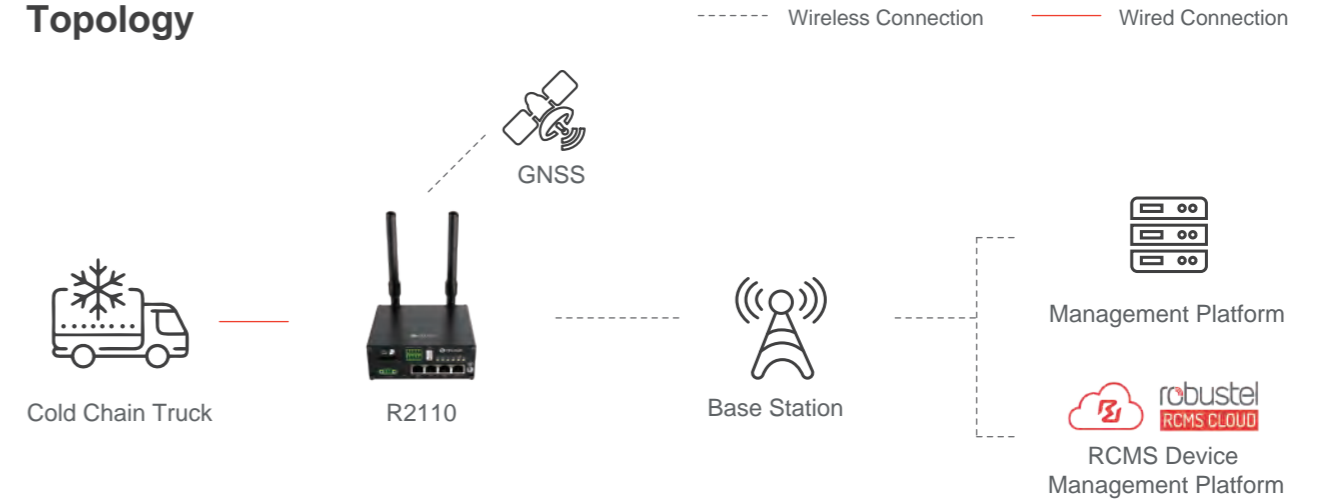 Topology
Wireless Connection
Wired Connection
GNSS
Management Platform
Cold Chain Truck
R2110
Base Station
robustel
RCMS CLOUD
RCMS Device
Management Platform